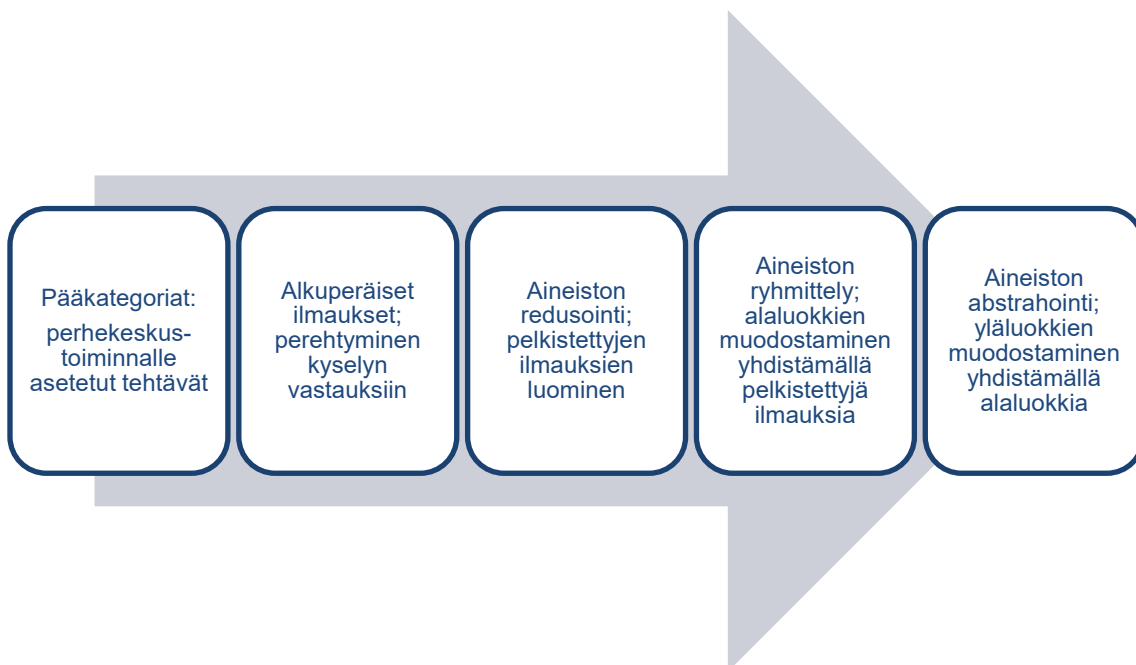 Pääkategoriat:
perhekeskus-
toiminnalle
asetetut tehtävät
Alkuperäiset
ilmaukset;
perehtyminen
kyselyn
vastauksiin
Aineiston
redusointi;
pelkistettyjen
ilmauksien
luominen
Aineiston
ryhmittely;
alaluokkien
muodostaminen
yhdistämällä
pelkistettyjä
ilmauksia
Aineiston
abstrahointi;
yläluokkien
muodostaminen
yhdistämällä
alaluokkia